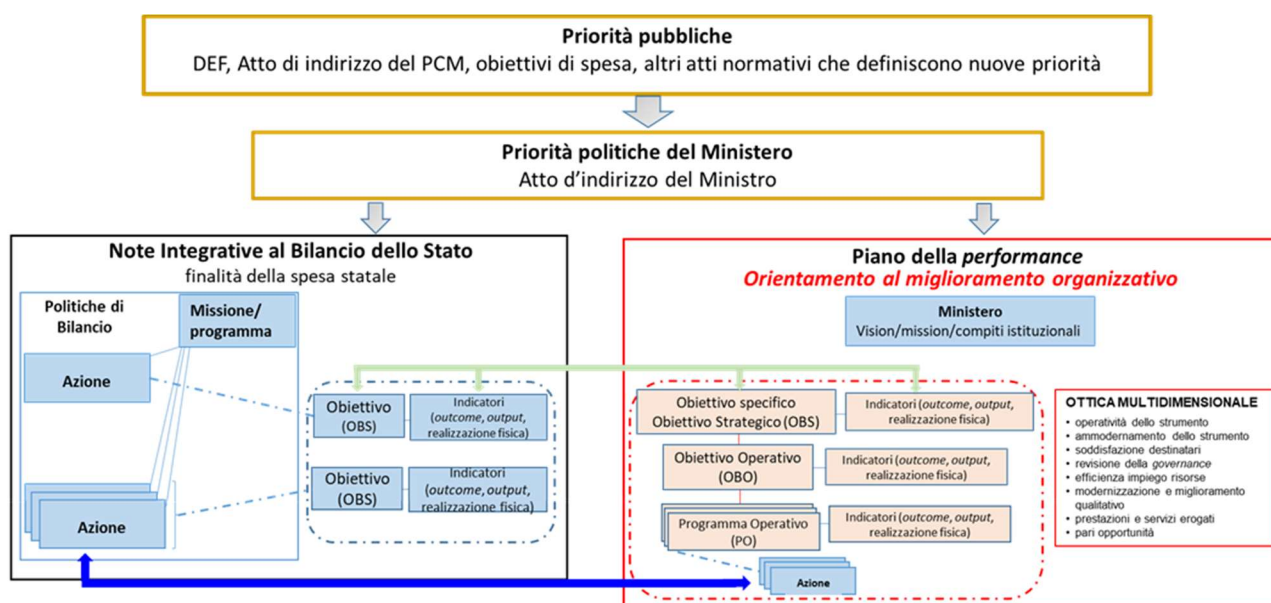 Priorità pubbliche
DEF, Atto di indirizzo del PCM, obiettivi di spesa, altri atti normativi che definiscono nuove priorità
Priorità politiche del Ministero
Atto d'indirizzo del Ministro
Note Integrative al Bilancio dello Stato
finalità della spesa statale
Politiche di
Bilancio
Missione/
programma
Azione
Azione
Obiettivo
(OBS)
Indicatori
(outcome, output,
realizzazione fisica)
Obiettivo
(OBS)
Indicatori
(outcome, output,
realizzazione fisica)
Piano della performance
Orientamento al miglioramento organizzativo
Ministero
Vision/mission/compiti istituzionali
Obiettivo specifico
Obiettivo Strategico (OBS)
Indicatori (outcome, output,
realizzazione fisica)
Obiettivo Operativo
(OBO)
Indicatori (outcome, output,
realizzazione fisica)
Programma Operativo
(PO)
Indicatori (outcome, output,
realizzazione fisica)
Azione
OTTICA MULTIDIMENSIONALE
• operatività dello strumento
• ammodernamento dello strumento
• soddisfazione destinatari
• revisione della governance
• efficienza impiego risorse
• modernizzazione e miglioramento
qualitativo
• prestazioni e servizi erogati
• pari opportunità